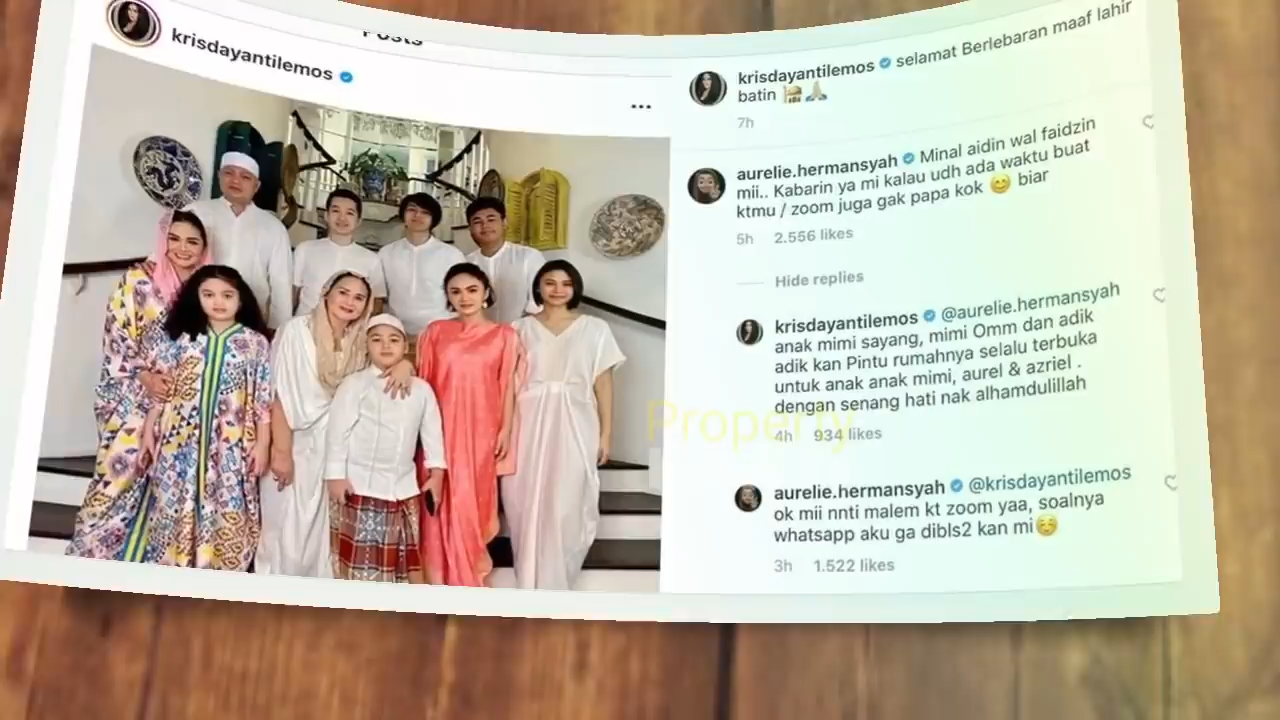 Posts
krisdayantilemos
krisdayantilemos selamat Berlebaran maaf lahir
batin 🕌🙏🏼
7h
aurelie.hermansyah Minal aidin wal faidzin
mii.. Kabarin ya mi kalau udh ada waktu buat
ktmu / zoom juga gak papa kok 😊 biar
5h 2.556 likes
Hide replies
krisdayantilemos @aurelie.hermansyah
anak mimi sayang, mimi Omm dan adik
adik kan Pintu rumahnya selalu terbuka
untuk anak anak mimi, aurel & azriel .
dengan senang hati nak alhamdulillah
4h 934 likes
Property
aurelie.hermansyah @krisdayantilemos
ok mii nnti malem kt zoom yaa, soalnya
whatsapp aku ga dibls2 kan mi☺️
3h 1.522 likes